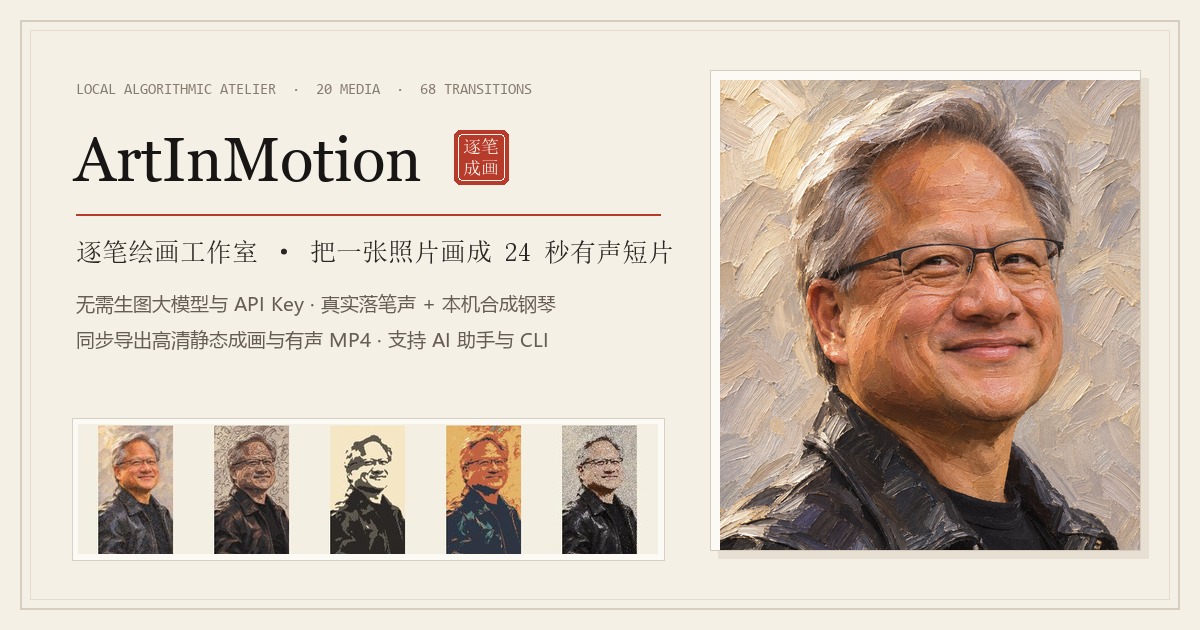 LOCAL ALGORITHMIC ATELIER · 20 MEDIA · 68 TRANSITIONS
ArtInMotion
逐笔
成画
逐笔绘画工作室 • 把一张照片画成 24 秒有声短片
无需生图大模型与 API Key · 真实落笔声 + 本机合成钢琴
同步导出高清静态成画与有声 MP4 · 支持 AI 助手与 CLI